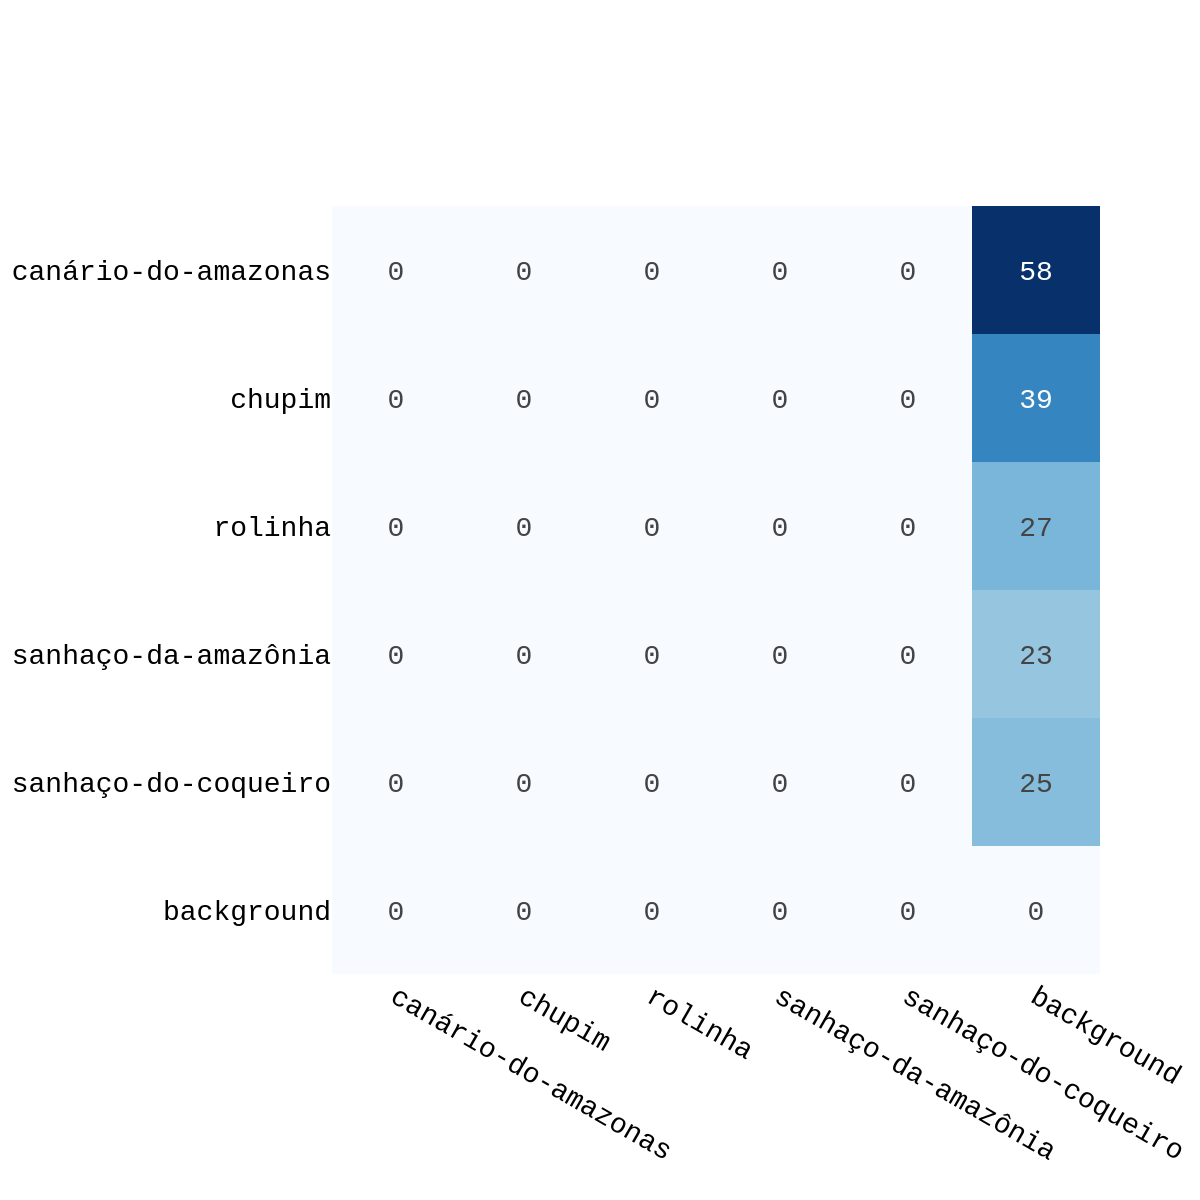 canário-do-amazonas 0 0 0 0 0 58
chupim 0 0 0 0 0 39
rolinha 0 0 0 0 0 27
sanhaço-da-amazônia 0 0 0 0 0 23
sanhaço-do-coqueiro 0 0 0 0 0 25
background 0 0 0 0 0 0
canário-do-amazonas
chupim
rolinha
sanhaço-da-amazônia
sanhaço-do-coqueiro
background